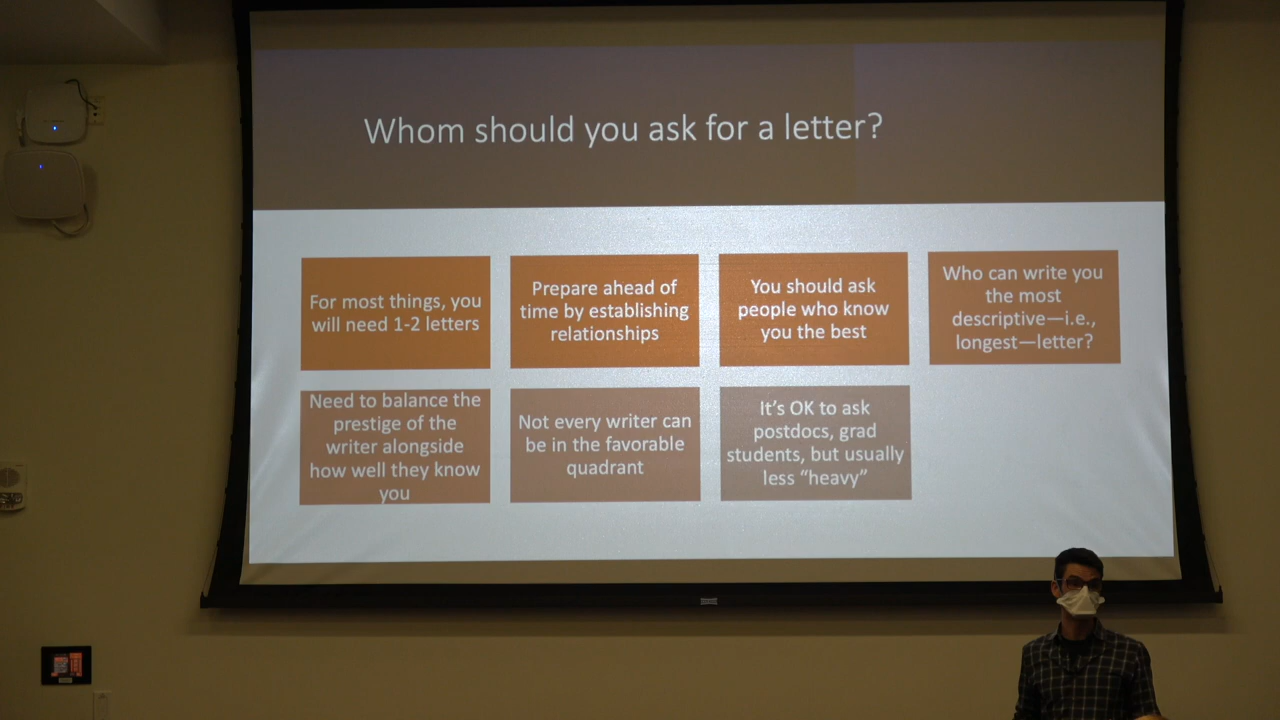 Whom should you ask for a letter?
For most things, you
will need 1-2 letters
Prepare ahead of
time by establishing
relationships
You should ask
people who know
you the best
Who can write you
the most
descriptive—i.e.,
longest—letter?
Need to balance the
prestige of the
writer alongside
how well they know
you
Not every writer can
be in the favorable
quadrant
It's OK to ask
postdocs, grad
students, but usually
less “heavy”